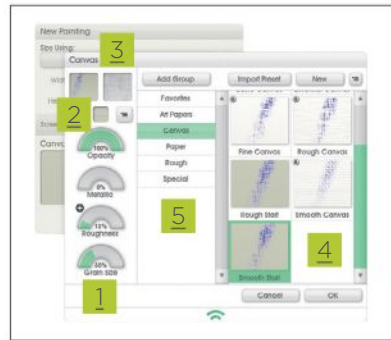 New Painting
Size Using:
Canvas
3
Add Group
Import Preset
New
Favorites
Art Papers
Canvas
Paper
Rough
Special
2
100%
Opacity
0%
Metallic
Roughness
Grain Size
1
5
Fine Canvas
Rough Canvas
Rough Start
Smooth Canvas
4
Smooth Start
Cancel
OK